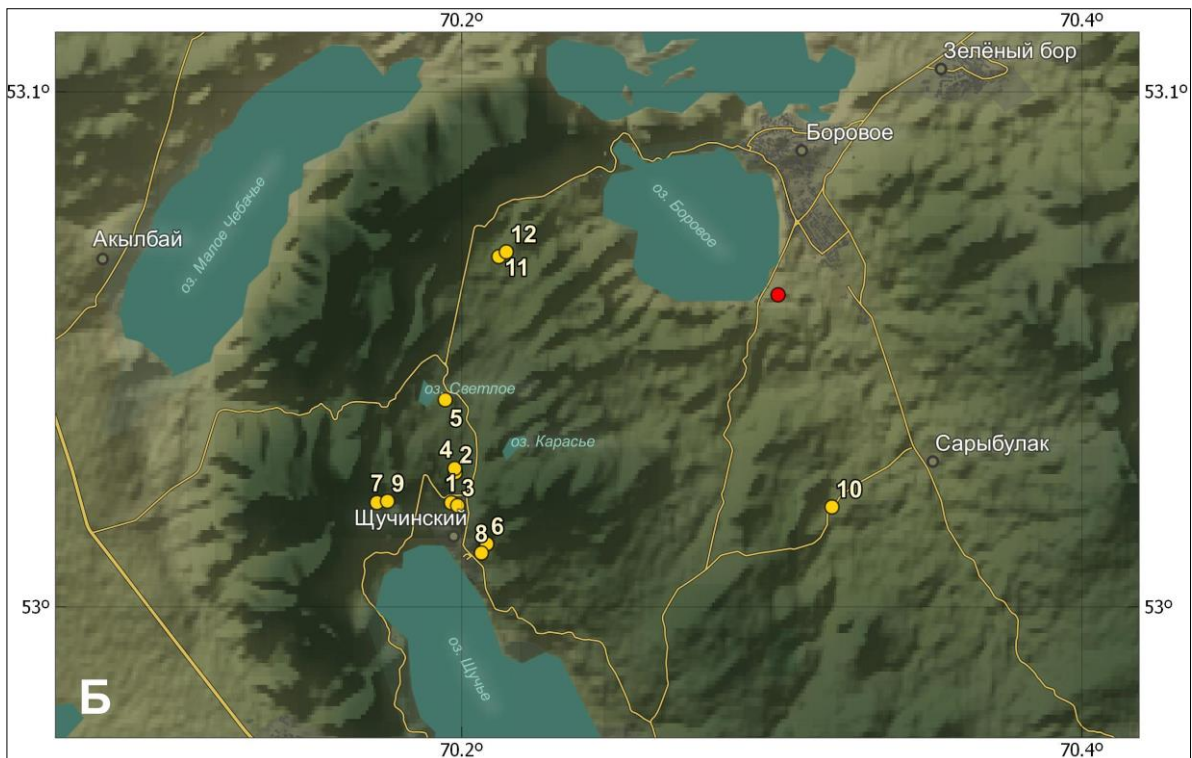 70.2º 70.4º
Зелёный бор
53.1º 53.1º
Боровое
оз. Боровое
оз. Малое Чебачье
Акылбай
12
11
оз. Светлое
5
оз. Карасье
4 2
Сарыбулак
7 9 1 3
10
Щучинский
8 6
53º 53º
оз. Щучье
Б
70.2º 70.4º